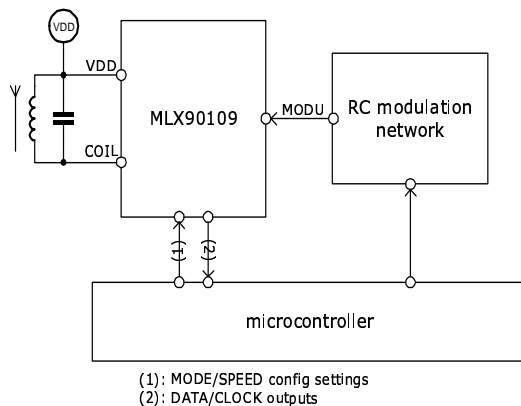 VDD
VDD
MLX90109
MODU
RC modulation
network
COIL
(1)
(2)
microcontroller
(1): MODE/SPEED config settings
(2): DATA/CLOCK outputs